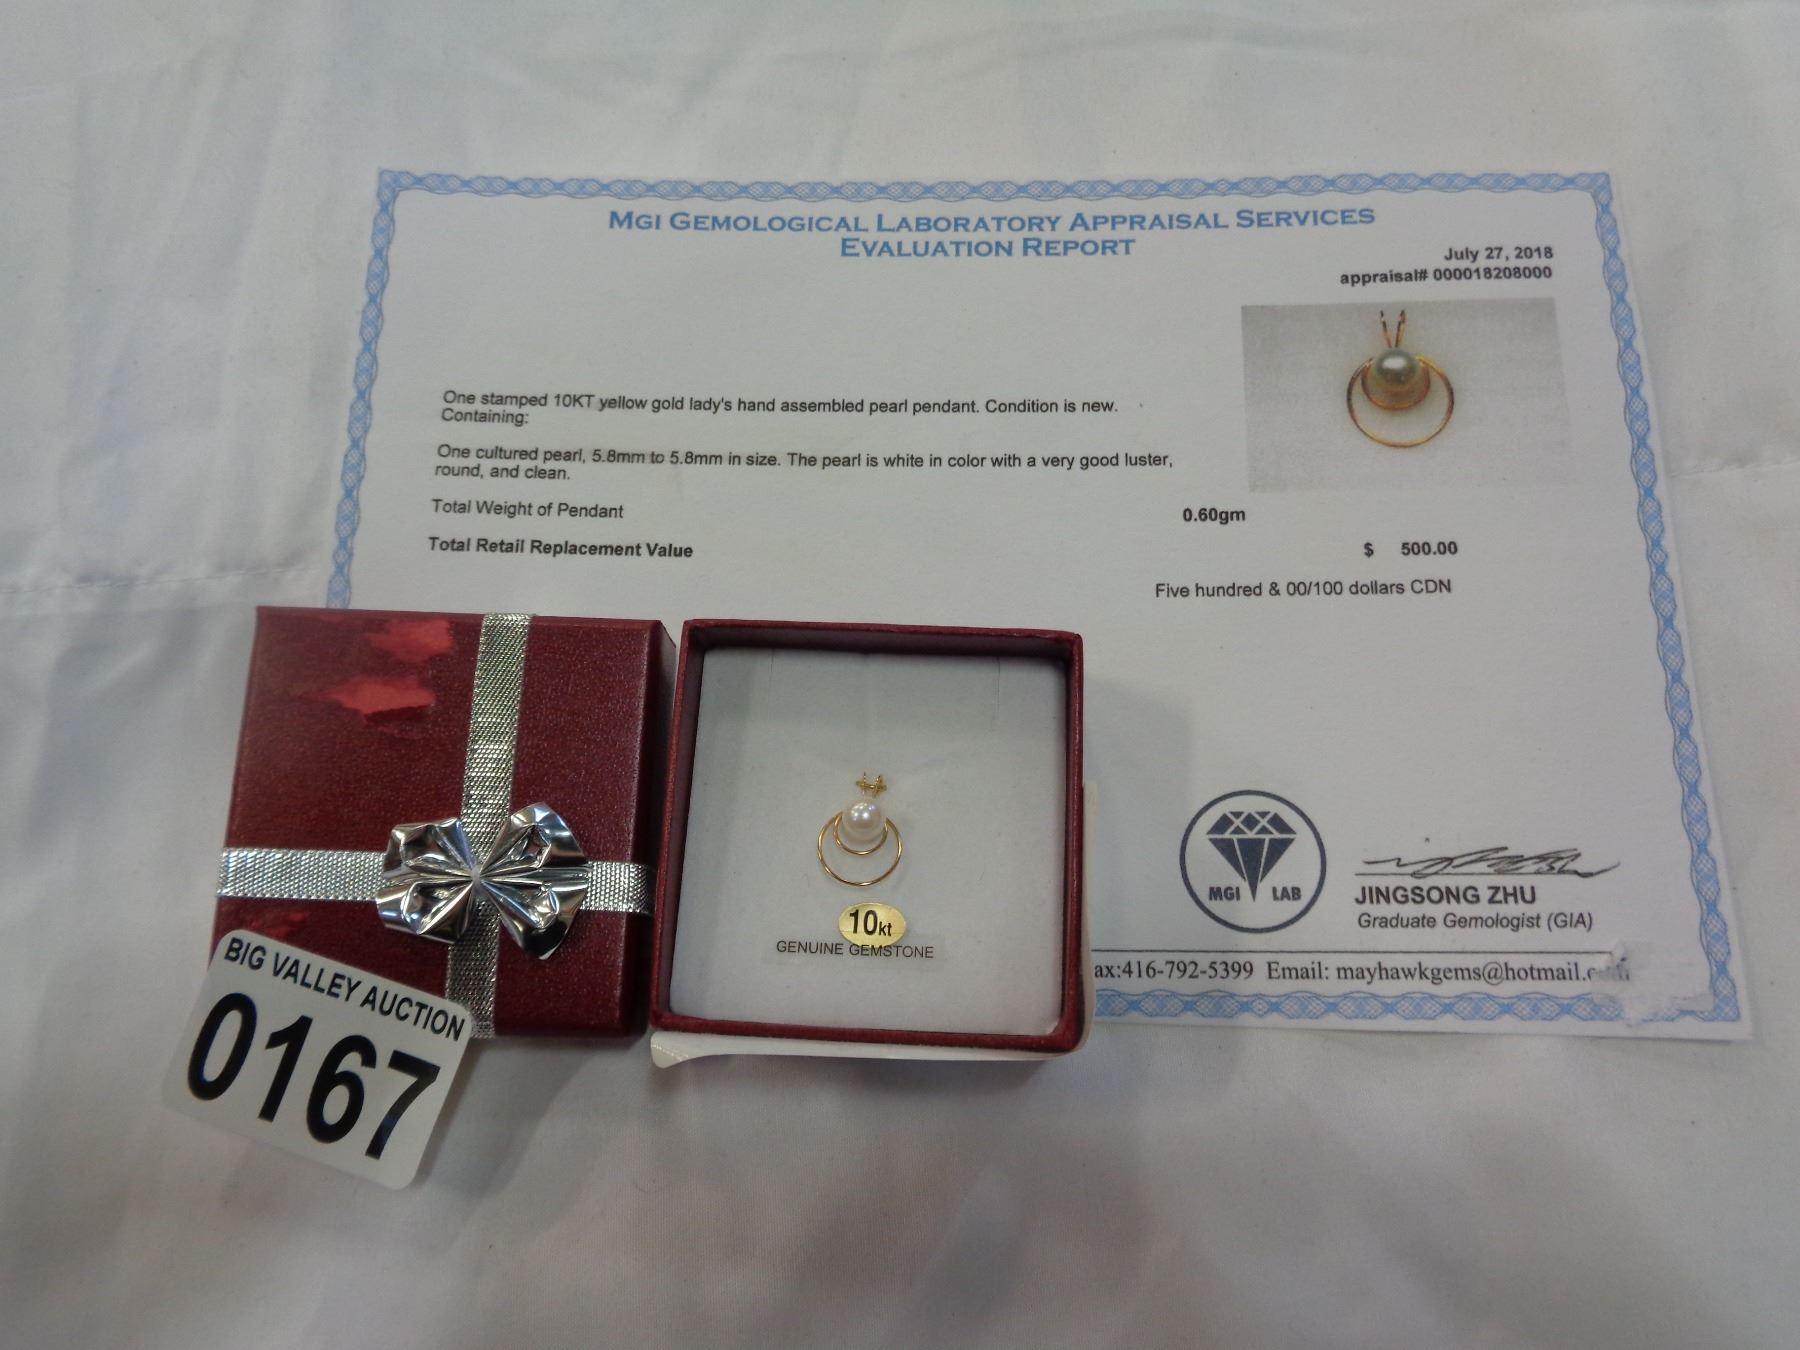 MGI GEMOLOGICAL LABORATORY APPRAISAL SERVICES
EVALUATION REPORT
July 27, 2018
appraisal# 000018208000
One stamped 10KT yellow gold lady's hand assembled pearl pendant. Condition is new.
Containing:
One cultured pearl, 5.8mm to 5.8mm in size. The pearl is white in color with a very good luster,
round, and clean.
Total Weight of Pendant 0.60gm
Total Retail Replacement Value $ 500.00
Five hundred & 00/100 dollars CDN
MGI LAB
JINGSONG ZHU
Graduate Gemologist (GIA)
ax:416-792-5399 Email: mayhawkgems@hotmail.c
10kt
GENUINE GEMSTONE
BIG VALLEY AUCTION
0167